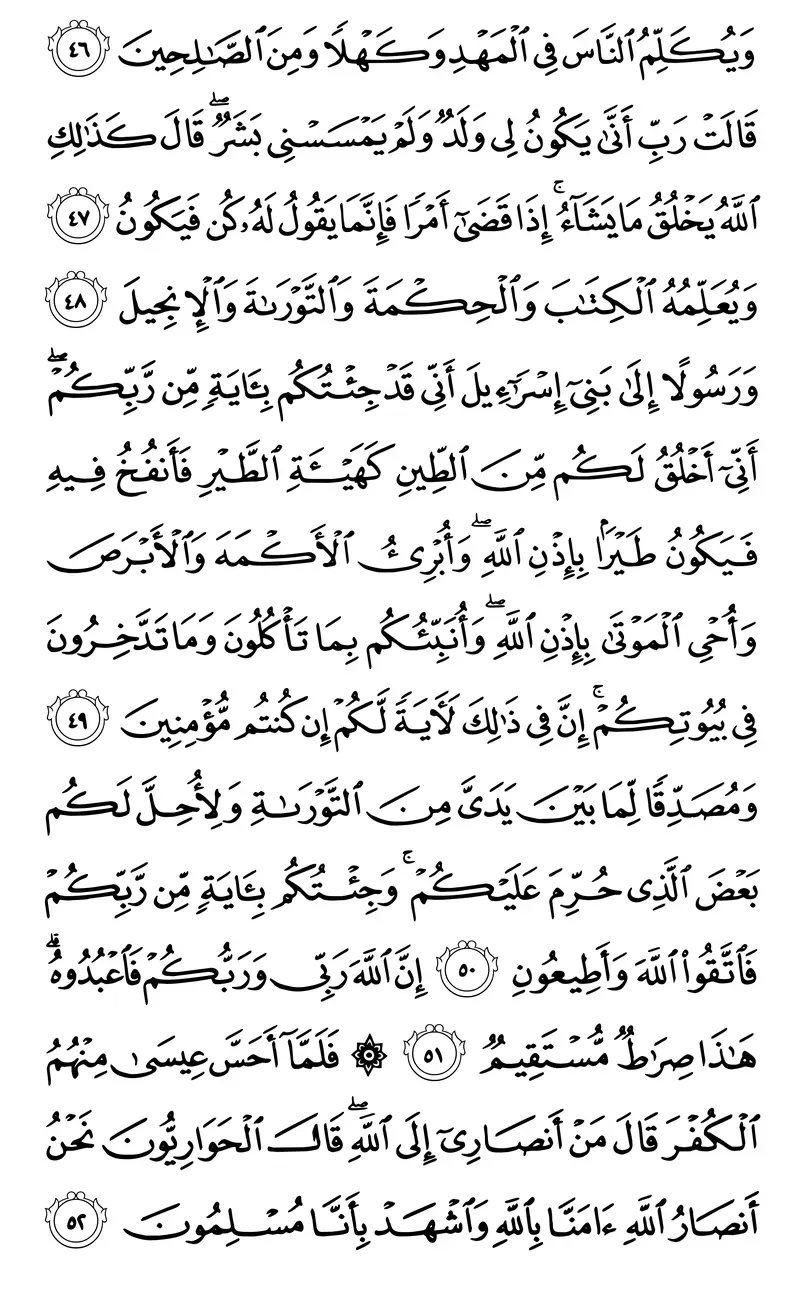 وَيُكَلِّمُ ٱلنَّاسَ فِي ٱلْمَهْدِ وَكَهْلًا وَمِنَ ٱلصَّٰلِحِينَ ٤٦
قَالَتْ رَبِّ أَنَّىٰ يَكُونُ لِي وَلَدٌ وَلَمْ يَمْسَسْنِي بَشَرٌ ۖ قَالَ كَذَٰلِكِ
ٱللَّهُ يَخْلُقُ مَا يَشَآءُ ۚ إِذَا قَضَىٰٓ أَمْرًا فَإِنَّمَا يَقُولُ لَهُۥ كُن فَيَكُونُ ٤٧
وَيُعَلِّمُهُ ٱلْكِتَٰبَ وَٱلْحِكْمَةَ وَٱلتَّوْرَىٰةَ وَٱلْإِنجِيلَ ٤٨
وَرَسُولًا إِلَىٰ بَنِيٓ إِسْرَٰٓءِيلَ أَنِّي قَدْ جِئْتُكُم بِـَٔايَةٍ مِّن رَّبِّكُمْ ۖ
أَنِّيٓ أَخْلُقُ لَكُم مِّنَ ٱلطِّينِ كَهَيْـَٔةِ ٱلطَّيْرِ فَأَنفُخُ فِيهِ
فَيَكُونُ طَيْرًۢا بِإِذْنِ ٱللَّهِ ۖ وَأُبْرِئُ ٱلْأَكْمَهَ وَٱلْأَبْرَصَ
وَأُحْيِ ٱلْمَوْتَىٰ بِإِذْنِ ٱللَّهِ ۖ وَأُنَبِّئُكُم بِمَا تَأْكُلُونَ وَمَا تَدَّخِرُونَ
فِي بُيُوتِكُمْ ۚ إِنَّ فِي ذَٰلِكَ لَـَٔايَةً لَّكُمْ إِن كُنتُم مُّؤْمِنِينَ ٤٩
وَمُصَدِّقًا لِّمَا بَيْنَ يَدَيَّ مِنَ ٱلتَّوْرَىٰةِ وَلِأُحِلَّ لَكُم
بَعْضَ ٱلَّذِي حُرِّمَ عَلَيْكُمْ ۚ وَجِئْتُكُم بِـَٔايَةٍ مِّن رَّبِّكُمْ
فَٱتَّقُوا۟ ٱللَّهَ وَأَطِيعُونِ ٥٠ إِنَّ ٱللَّهَ رَبِّي وَرَبُّكُمْ فَٱعْبُدُوهُ ۗ
هَٰذَا صِرَٰطٌ مُّسْتَقِيمٌ ٥١ ۞ فَلَمَّآ أَحَسَّ عِيسَىٰ مِنْهُمُ
ٱلْكُفْرَ قَالَ مَنْ أَنصَارِيٓ إِلَى ٱللَّهِ ۖ قَالَ ٱلْحَوَارِيُّونَ نَحْنُ
أَنصَارُ ٱللَّهِ ءَامَنَّا بِٱللَّهِ وَٱشْهَدْ بِأَنَّا مُسْلِمُونَ ٥٢